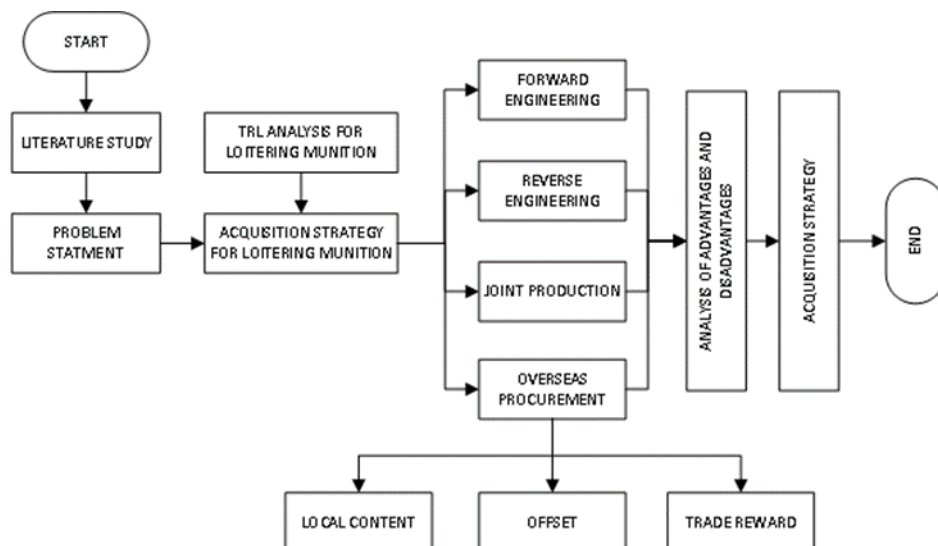 START
LITERATURE STUDY
PROBLEM
STATMENT
TRL ANALYSIS FOR
LOITERING MUNITION
ACQUISITION STRATEGY
FOR LOITERING MUNITION
FORWARD
ENGINEERING
REVERSE
ENGINEERING
JOINT PRODUCTION
OVERSEAS
PROCUREMENT
LOCAL CONTENT
OFFSET
TRADE REWARD
ANALYSIS OF ADVANTAGES AND
DISADVANTAGES
ACQUISITION STRATEGY
END